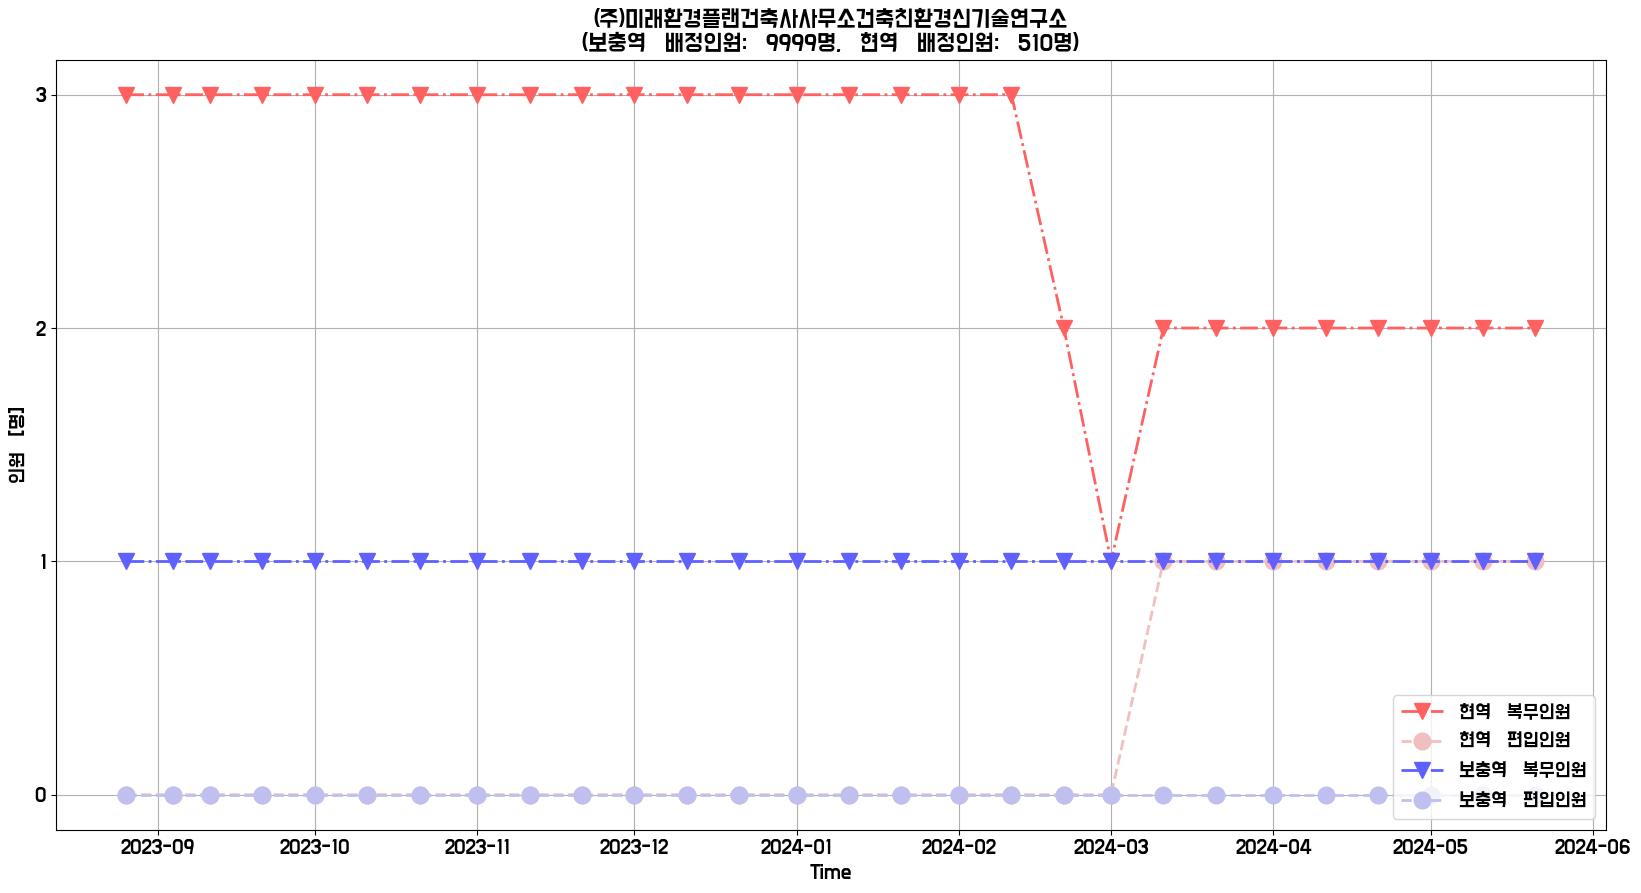 (주)미래환경플랜건축사사무소건축친환경신기술연구소
(보충역 배정인원: 9999명, 현역 배정인원: 510명)
인원 [명]
3
2
1
0
현역 복무인원
현역 편입인원
보충역 복무인원
보충역 편입인원
2023-09 2023-10 2023-11 2023-12 2024-01 2024-02 2024-03 2024-04 2024-05 2024-06
Time